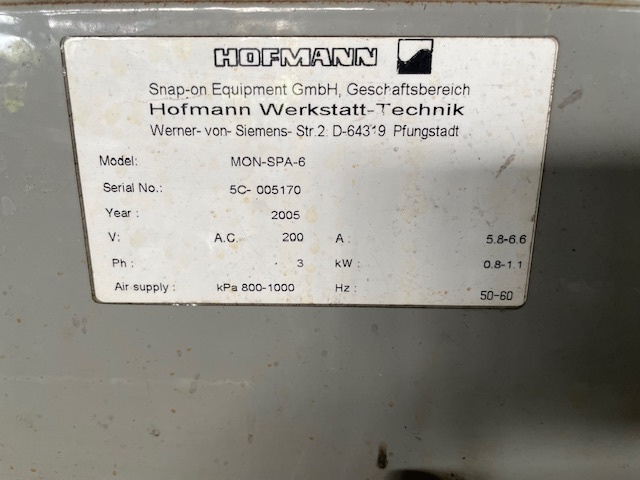 HOFMANN
Snap-on Equipment GmbH, Geschaftsbereich
Hofmann Werkstatt-Technik
Werner- von- Siemens- Str.2 D-64319 Pfungstadt
Model: MON-SPA-6
Serial No.: 5C- 005170
Year : 2005
V: A.C. 200 A : 5.8-6.6
Ph : 3 kW : 0.8-1.1
Air supply : kPa 800-1000 Hz : 50-60